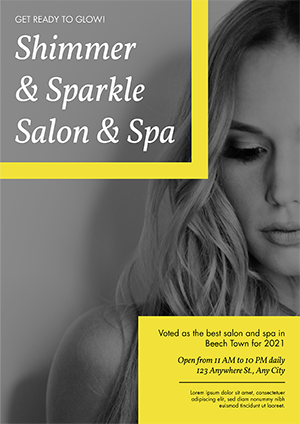 GET READY TO GLOW!
Shimmer
& Sparkle
Salon & Spa
Voted as the best salon and spa in
Beech Town for 2021
Open from 11 AM to 10 PM daily
123 Anywhere St., Any City
Lorem ipsum dolor sit amet, consectetuer
adipiscing elit, sed diam nonummy nibh
euismod tincidunt ut laoreet.